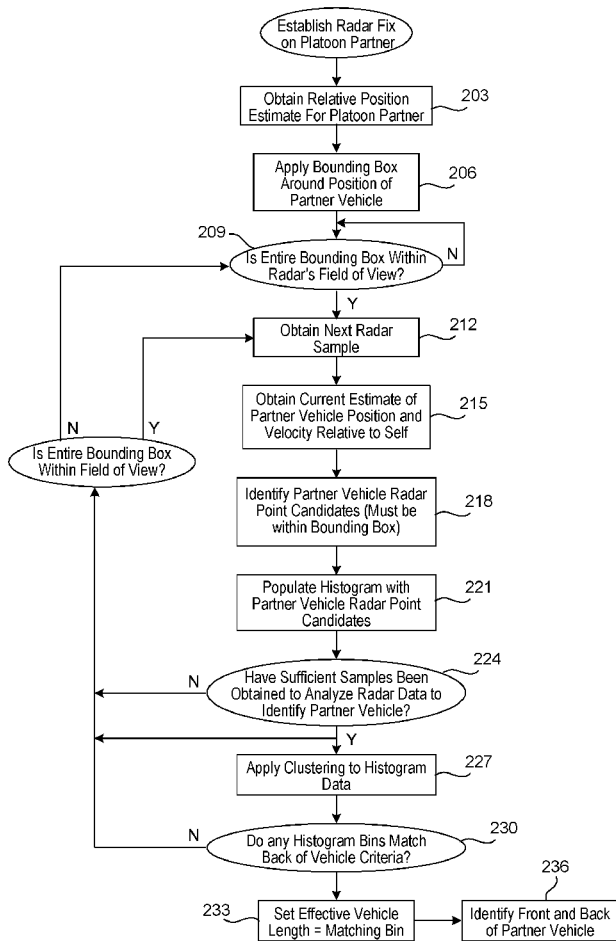 Establish Radar Fix
on Platoon Partner
Obtain Relative Position
Estimate For Platoon Partner
203
Apply Bounding Box
Around Position of
Partner Vehicle
206
209
Is Entire Bounding Box Within
Radar's Field of View?
N
Y
Obtain Next Radar
Sample
212
Obtain Current Estimate of
Partner Vehicle Position and
Velocity Relative to Self
215
N
Y
Is Entire Bounding Box
Within Field of View?
Identify Partner Vehicle Radar
Point Candidates (Must be
within Bounding Box)
218
Populate Histogram with
Partner Vehicle Radar Point
Candidates
221
Have Sufficient Samples Been
Obtained to Analyze Radar Data to
Identify Partner Vehicle?
224
N
Y
Apply Clustering to Histogram
Data
227
Do any Histogram Bins Match
Back of Vehicle Criteria?
230
N
233
Set Effective Vehicle
Length = Matching Bin
236
Identify Front and Back
of Partner Vehicle